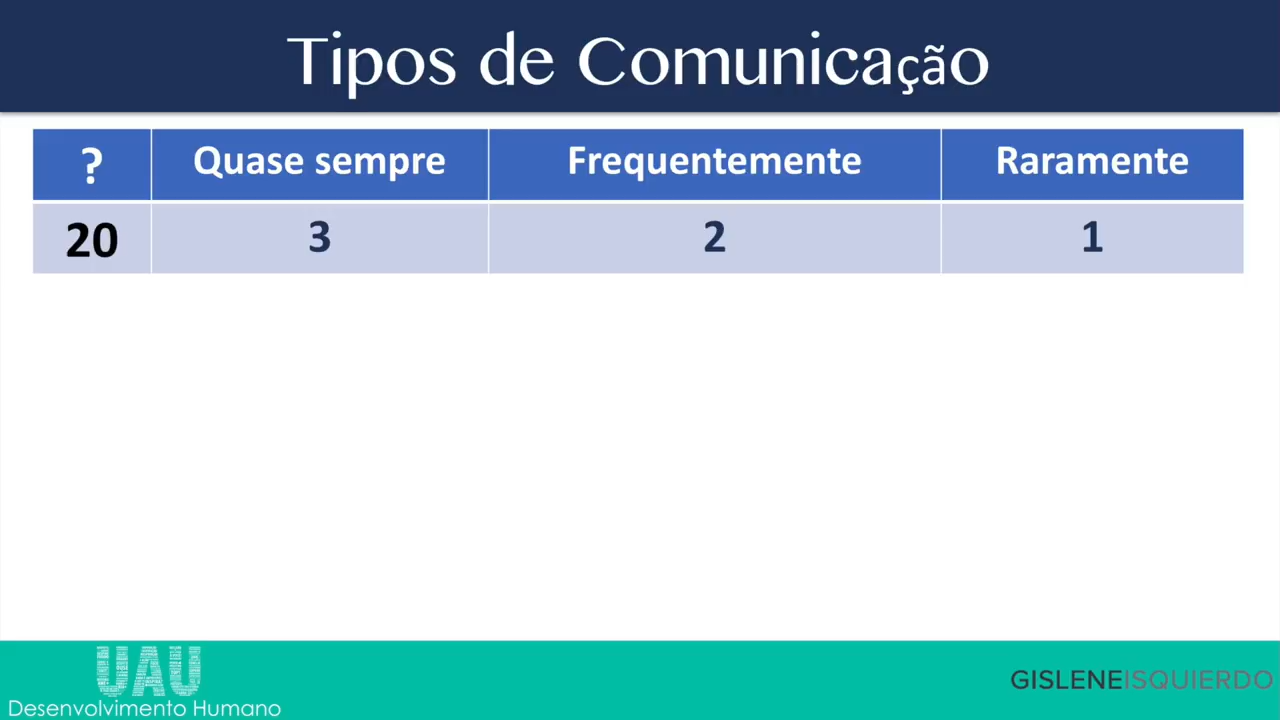 Tipos de Comunicação
? Quase sempre Frequentemente Raramente
20 3 2 1
UAU
Desenvolvimento Humano
GISLENEISQUIERDO